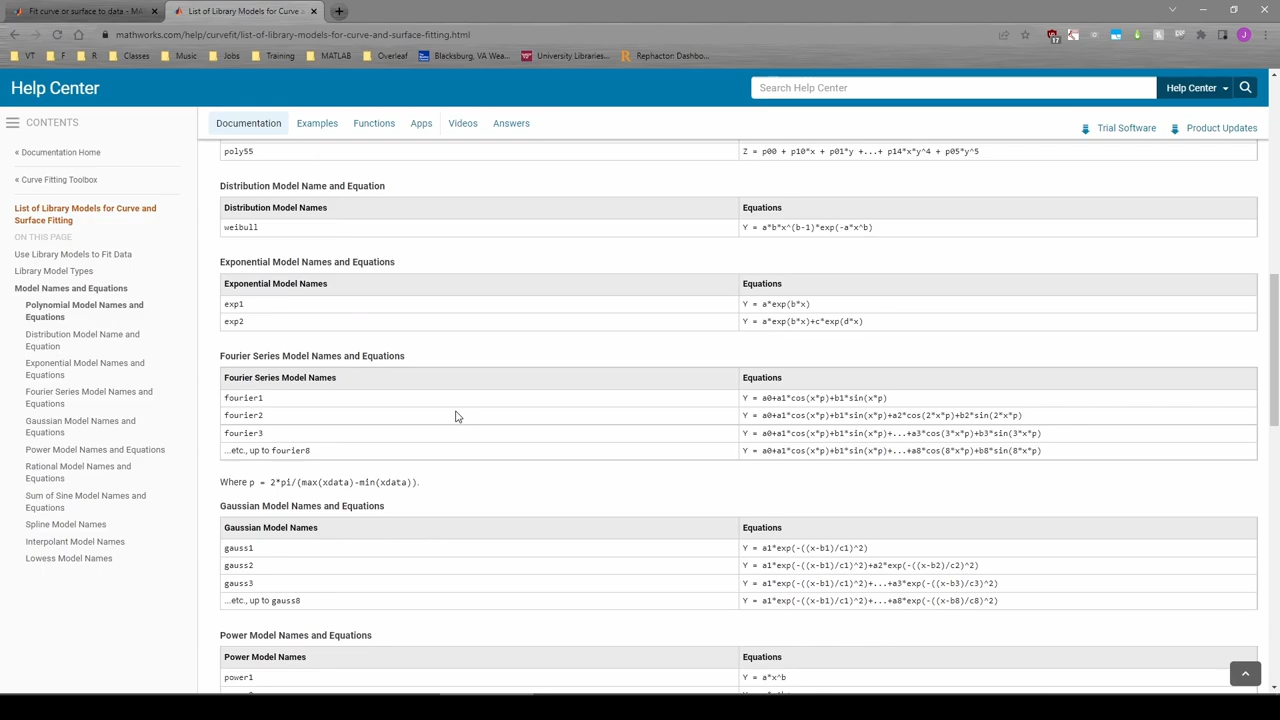 Fit curve or surface to data - MA
List of Library Models for Curve a
mathworks.com/help/curvefit/list-of-library-models-for-curve-and-surface-fitting.html
VT
F
R
Classes
Music
Jobs
Training
MATLAB
Overleaf
Blacksburg, VA Wea...
University Libraries...
Rephactor: Dashbo...
Help Center
Search Help Center
Help Center
CONTENTS
Documentation Examples Functions Apps Videos Answers
Trial Software
Product Updates
« Documentation Home
« Curve Fitting Toolbox
List of Library Models for Curve and
Surface Fitting
ON THIS PAGE
Use Library Models to Fit Data
Library Model Types
Model Names and Equations
Polynomial Model Names and
Equations
Distribution Model Name and
Equation
Exponential Model Names and
Equations
Fourier Series Model Names and
Equations
Gaussian Model Names and
Equations
Power Model Names and Equations
Rational Model Names and
Equations
Sum of Sine Model Names and
Equations
Spline Model Names
Interpolant Model Names
Lowess Model Names
poly55 Z = p00 + p10*x + p01*y +...+ p14*x*y^4 + p05*y^5
Distribution Model Name and Equation
Distribution Model Names Equations
weibull Y = a*b*x^(b-1)*exp(-a*x^b)
Exponential Model Names and Equations
Exponential Model Names Equations
exp1 Y = a*exp(b*x)
exp2 Y = a*exp(b*x)+c*exp(d*x)
Fourier Series Model Names and Equations
Fourier Series Model Names Equations
fourier1 Y = a0+a1*cos(x*p)+b1*sin(x*p)
fourier2 Y = a0+a1*cos(x*p)+b1*sin(x*p)+a2*cos(2*x*p)+b2*sin(2*x*p)
fourier3 Y = a0+a1*cos(x*p)+b1*sin(x*p)+...+a3*cos(3*x*p)+b3*sin(3*x*p)
...etc., up to fourier8 Y = a0+a1*cos(x*p)+b1*sin(x*p)+...+a8*cos(8*x*p)+b8*sin(8*x*p)
Where p = 2*pi/(max(xdata)-min(xdata)).
Gaussian Model Names and Equations
Gaussian Model Names Equations
gauss1 Y = a1*exp(-((x-b1)/c1)^2)
gauss2 Y = a1*exp(-((x-b1)/c1)^2)+a2*exp(-((x-b2)/c2)^2)
gauss3 Y = a1*exp(-((x-b1)/c1)^2)+...+a3*exp(-((x-b3)/c3)^2)
...etc., up to gauss8 Y = a1*exp(-((x-b1)/c1)^2)+...+a8*exp(-((x-b8)/c8)^2)
Power Model Names and Equations
Power Model Names Equations
power1 Y = a*x^b